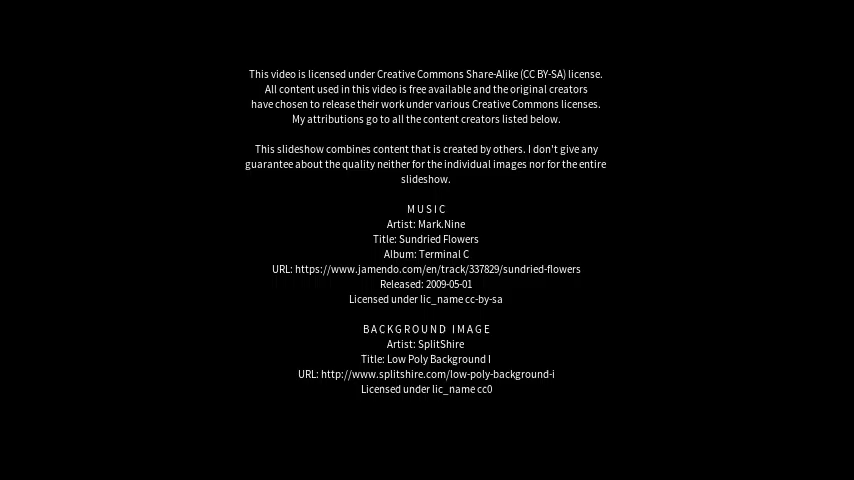 This video is licensed under Creative Commons Share-Alike (CC BY-SA) license.
All content used in this video is free available and the original creators
have chosen to release their work under various Creative Commons licenses.
My attributions go to all the content creators listed below.
This slideshow combines content that is created by others. I don't give any
guarantee about the quality neither for the individual images nor for the entire
slideshow.
MUSIC
Artist: Mark.Nine
Title: Sundried Flowers
Album: Terminal C
URL: https://www.jamendo.com/en/track/337829/sundried-flowers
Released: 2009-05-01
Licensed under lic_name cc-by-sa
BACKGROUND IMAGE
Artist: SplitShire
Title: Low Poly Background I
URL: http://www.splitshire.com/low-poly-background-i
Licensed under lic_name cc0